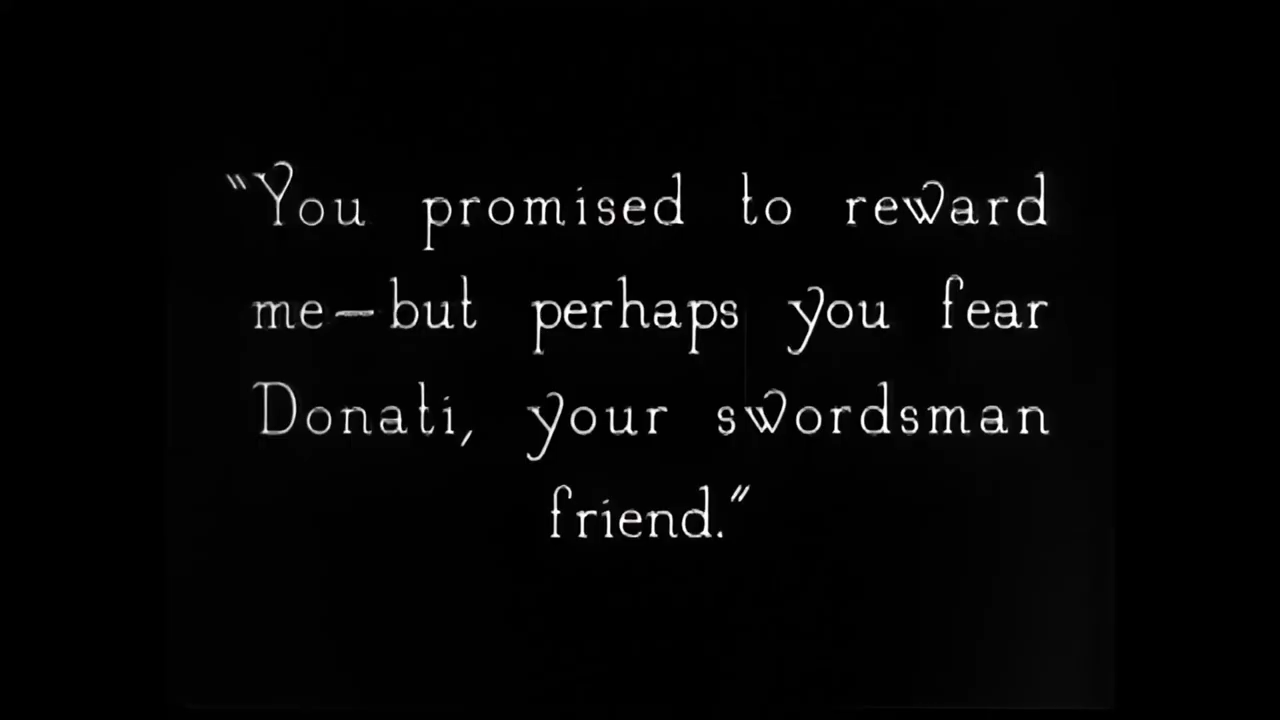 "You promised to reward
me—but perhaps you fear
Donati, your swordsman
friend."